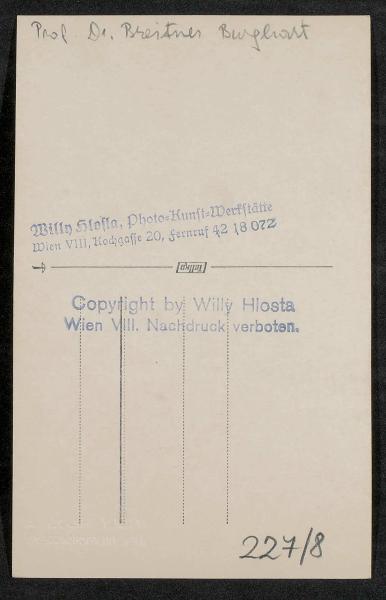 Prof Dr. Breitner Burghart
Willy Hlosta, Photo=Kunst=Werkstätte
Wien VIII, Kochgasse 20, Fernruf 42 18 07Z
Copyright by Willy Hlosta
Wien VIII. Nachdruck verboten.
227/8